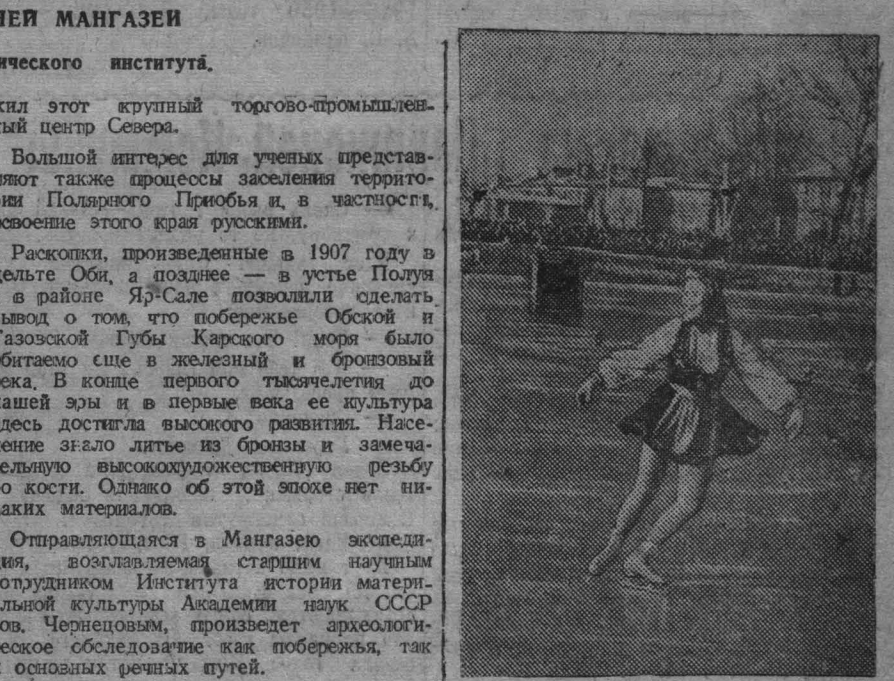 ЛЕЙ МАНГАЗЕИ
ического института.
жил этот крупный торгово-промышлен-
ный центр Севера.
Большой интерес для ученых представ-
ляют также процессы заселения террито-
рии Полярного Приобья и, в частности,
освоение этого края русскими.
Раскопки, произведенные в 1907 году в
дельте Оби, а позднее — в устье Полуя
в районе Яр-Сале позволили сделать
вывод о том, что побережье Обской и
Тазовской Губы Карского моря было
обитаемо еще в железный и бронзовый
века. В конце первого тысячелетия до
нашей эры и в первые века ее культура
здесь достигла высокого развития. Насе-
ление знало литье из бронзы и замеча-
тельную высокохудожественную резьбу
по кости. Однако об этой эпохе нет ни-
каких материалов.
Отправляющаяся в Мангазею экспеди-
ция, возглавляемая старшим научным
сотрудником Института истории матери-
альной культуры Академии наук СССР
тов. Чернецовым, произведет археологи-
ческое обследование как побережья, так
и основных речных путей.